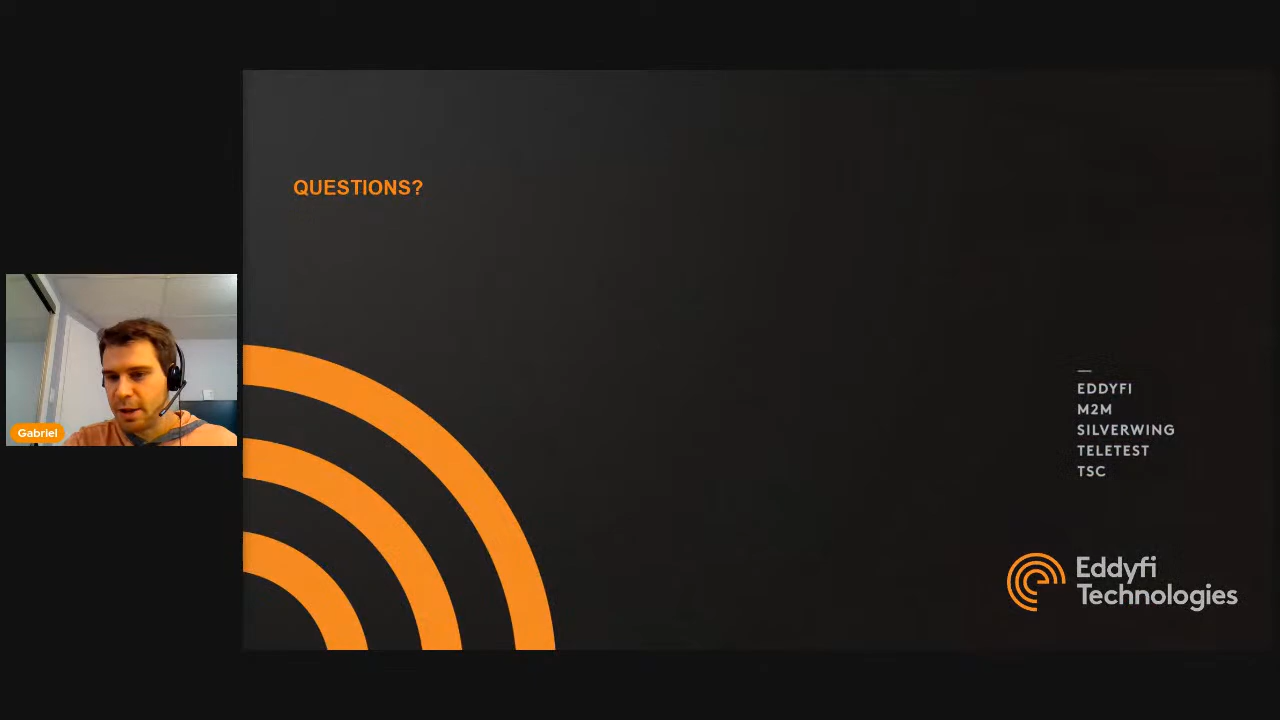 QUESTIONS?
Gabriel
EDDYFI
M2M
SILVERWING
TELETEST
TSC
Eddyfi
Technologies